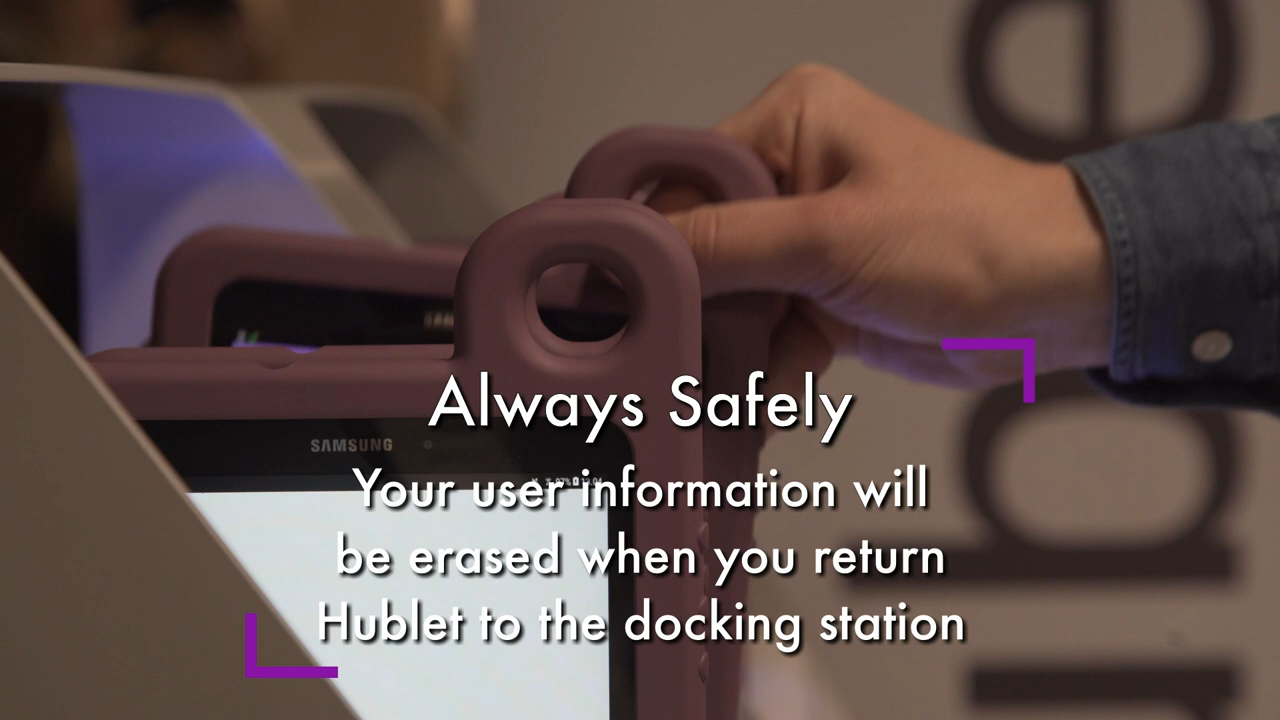 Always Safely
Your user information will
be erased when you return
Hublet to the docking station
SAMSUNG